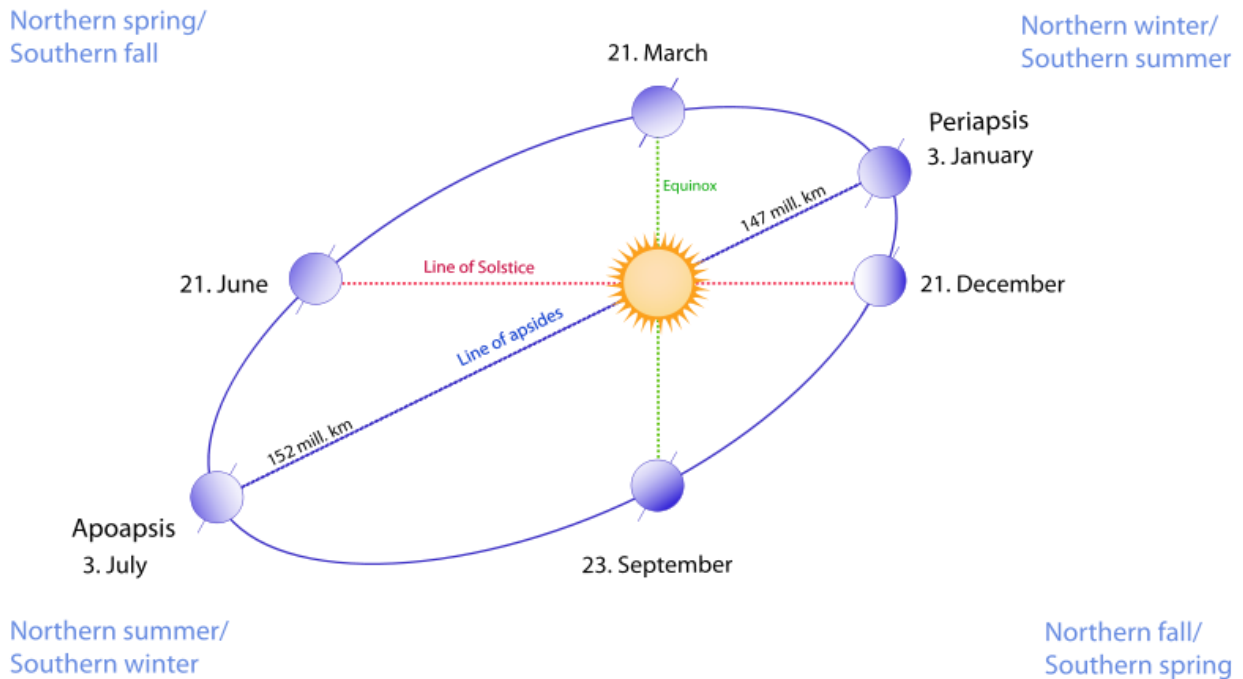 Northern spring/
Southern fall
21. March
Northern winter/
Southern summer
Periapsis
3. January
Equinox
147 mill. km
21. June
Line of Solstice
21. December
Line of apsides
152 mill. km
Apoapsis
3. July
23. September
Northern summer/
Southern winter
Northern fall/
Southern spring